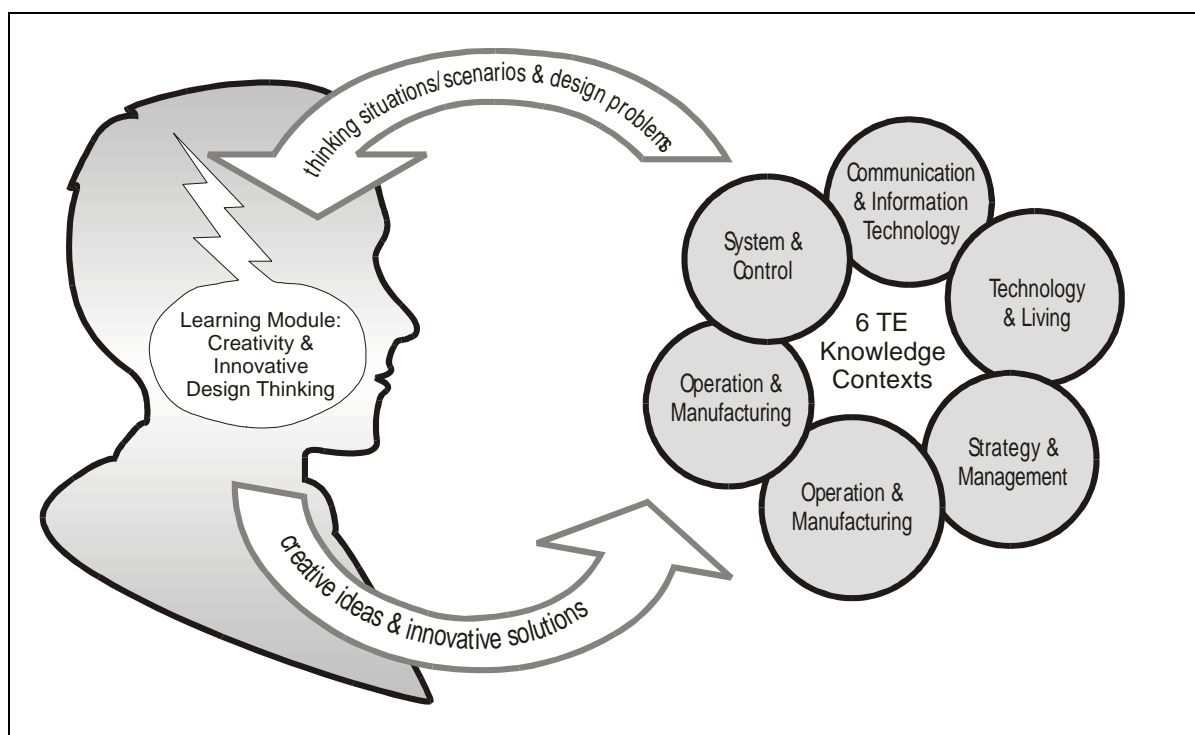 thinking situations/scenarios & design problems
Communication
& Information
Technology
System &
Control
Technology
& Living
Learning Module:
Creativity &
Innovative
Design Thinking
6 TE
Knowledge
Contexts
Operation &
Manufacturing
Strategy &
Management
Operation &
Manufacturing
creative ideas & innovative solutions